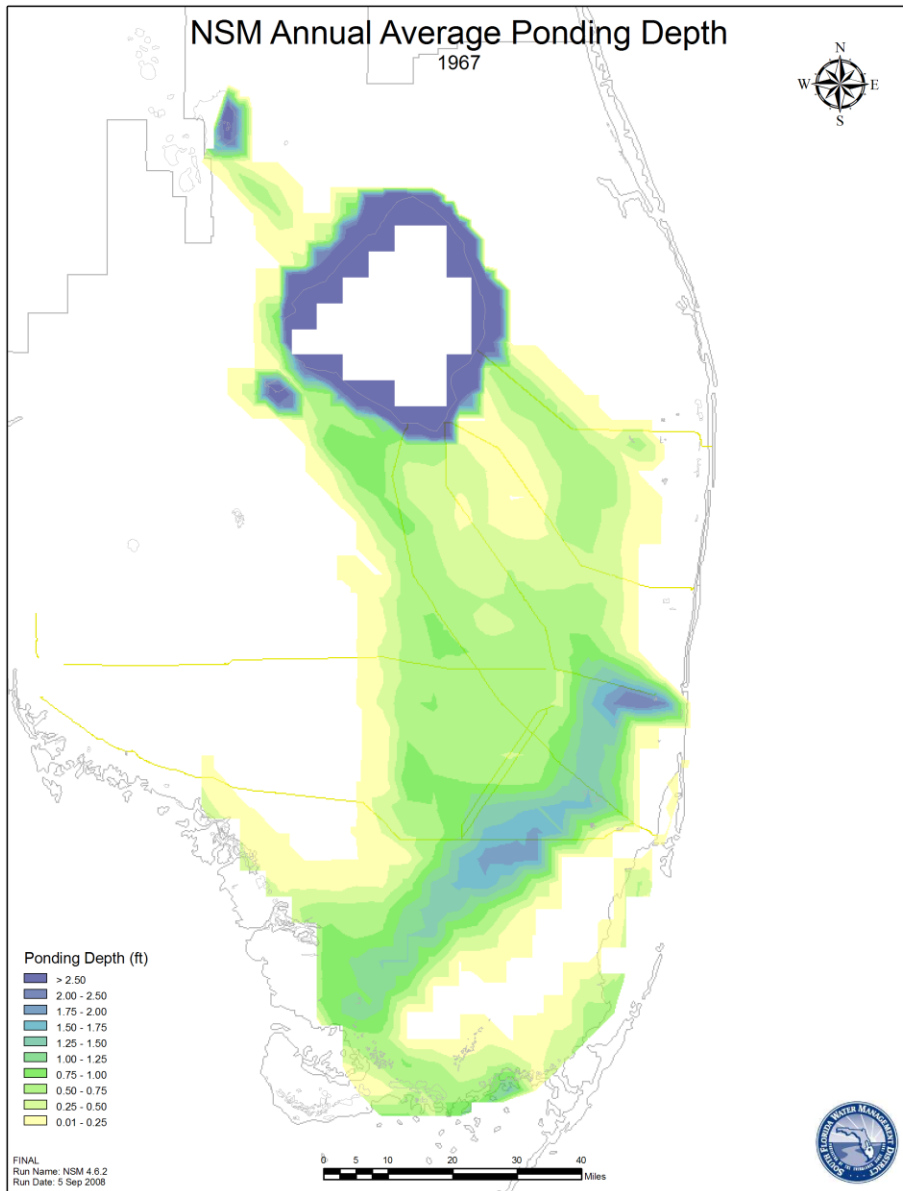 NSM Annual Average Ponding Depth
1967
N
W E
S
Ponding Depth (ft)
> 2.50
2.00 - 2.50
1.75 - 2.00
1.50 - 1.75
1.25 - 1.50
1.00 - 1.25
0.75 - 1.00
0.50 - 0.75
0.25 - 0.50
0.01 - 0.25
FINAL
Run Name: NSM 4.6.2
Run Date: 5 Sep 2008
0 5 10 20 30 40
Miles
SOUTH FLORIDA WATER MANAGEMENT DISTRICT